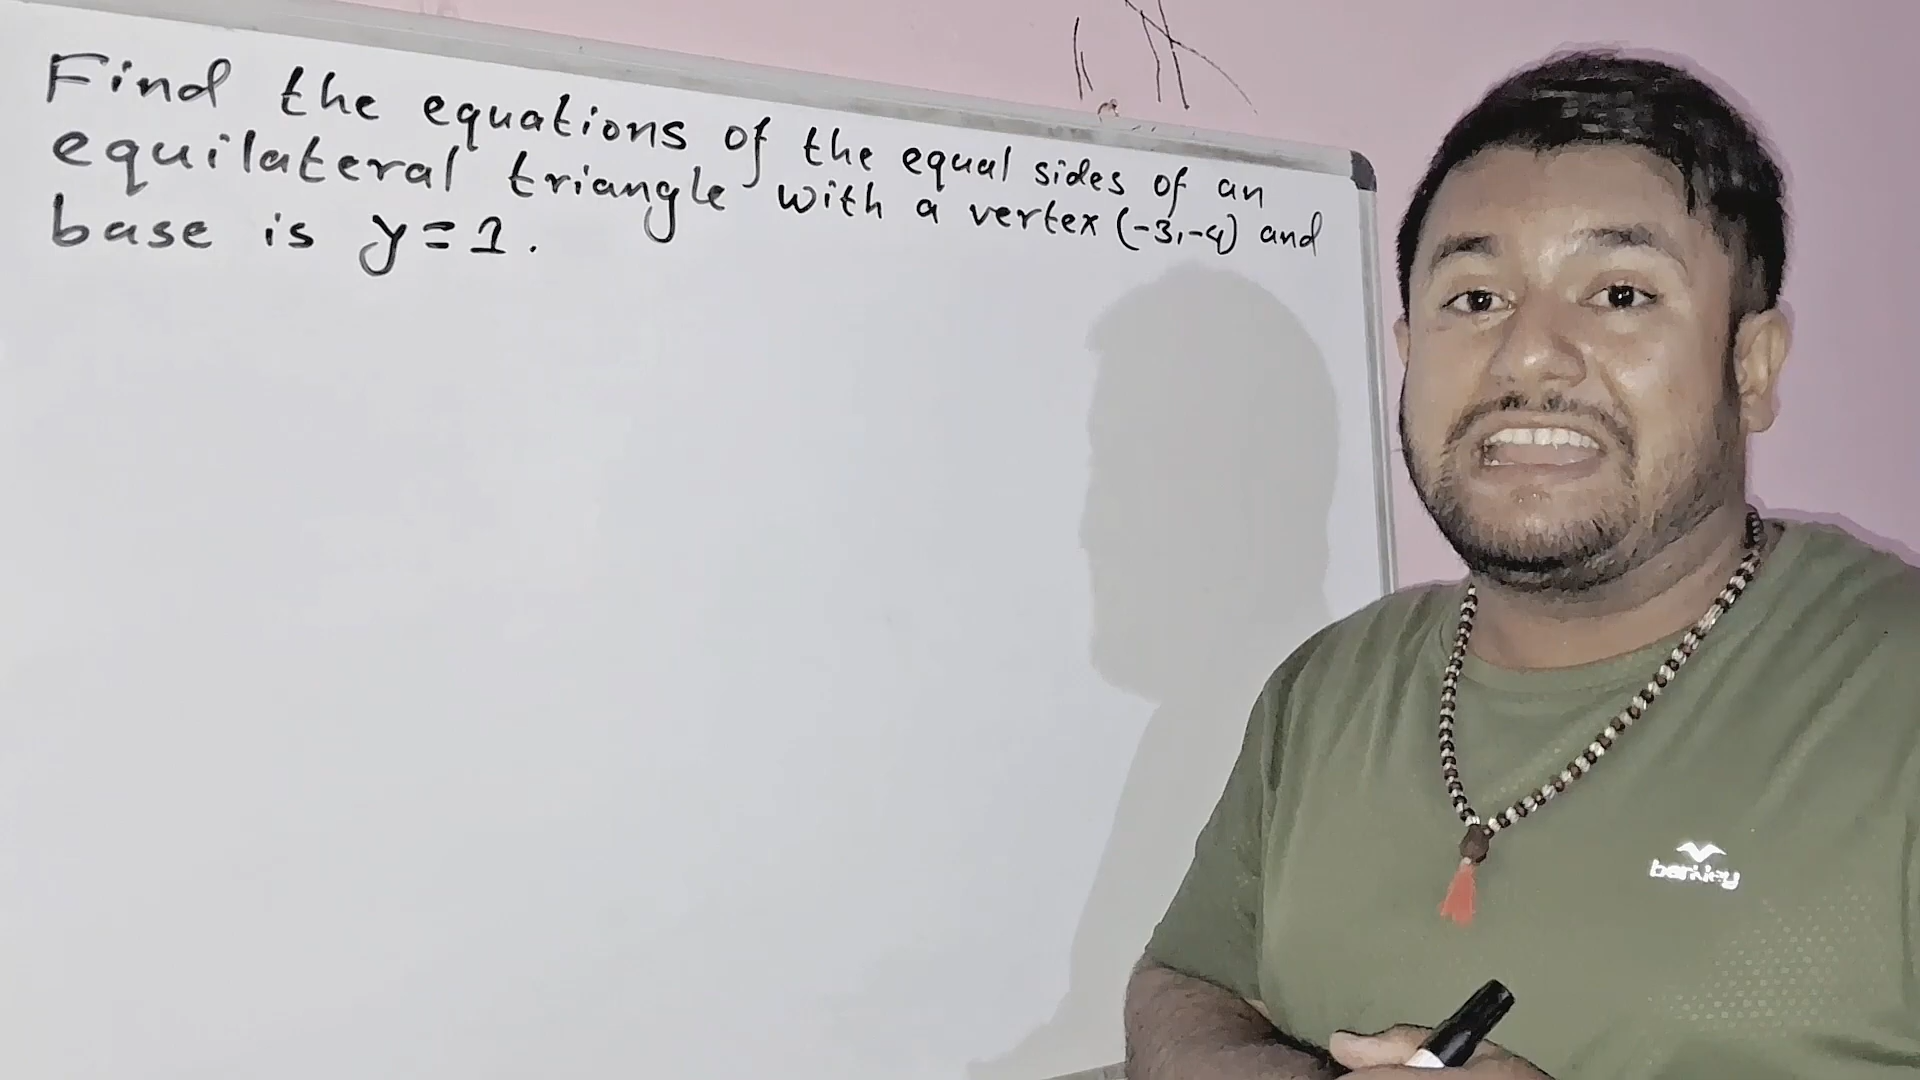 Find the equations of the equal sides of an
equilateral triangle with a vertex (-3,-4) and
base is y=1.